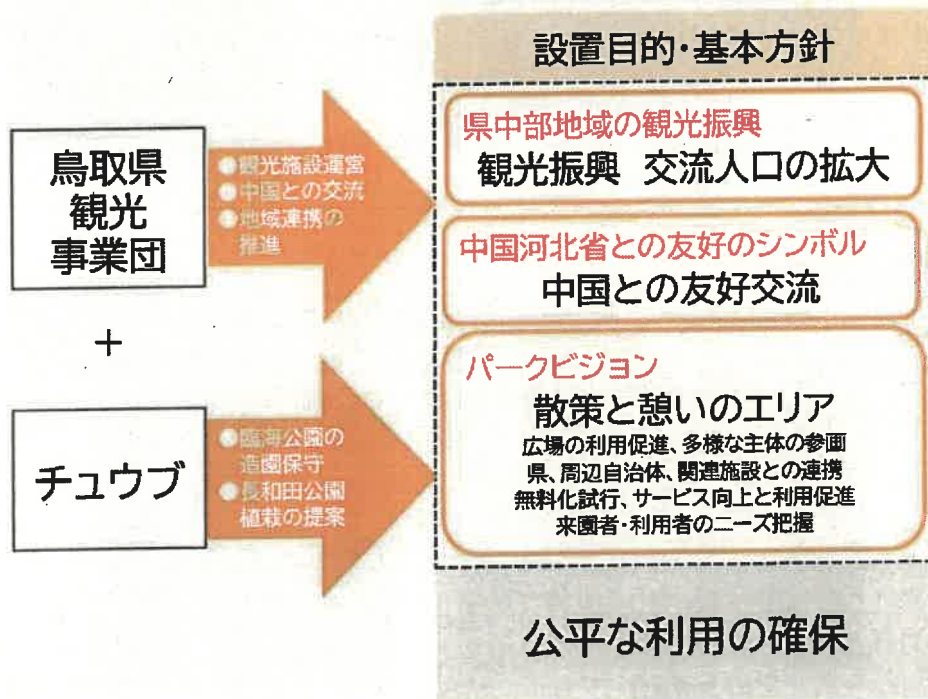 設置目的・基本方針
鳥取県
観光
事業団
●観光施設運営
●中国との交流
●地域連携の
推進
県中部地域の観光振興
観光振興 交流人口の拡大
中国河北省との友好のシンボル
中国との友好交流
+
チュウブ
●臨海公園の
造園保守
●長和田公園
植栽の提案
パークビジョン
散策と憩いのエリア
広場の利用促進、多様な主体の参画
県、周辺自治体、関連施設との連携
無料化試行、サービス向上と利用促進
来園者・利用者のニーズ把握
公平な利用の確保